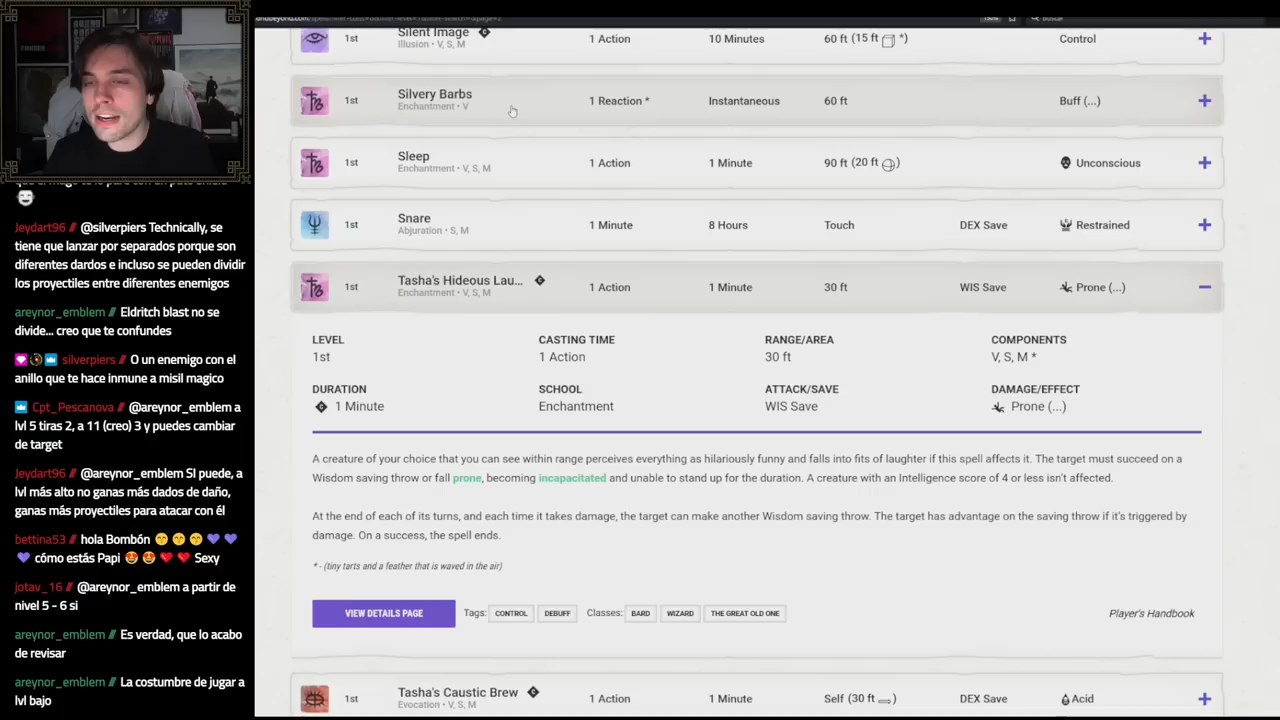 Jeydart96 // @silverpiers Technically, se
tiene que lanzar por separados porque son
diferentes dardos e incluso se pueden dividir
los proyectiles entre diferentes enemigos
areynor_emblem // Eldritch blast no se
divide... creo que te confundes
silverpiers // O un enemigo con el
anillo que te hace inmune a misil magico
Cpt_Pescanova // @areynor_emblem a
lvl 5 tiras 2, a 11 (creo) 3 y puedes cambiar
de target
Jeydart96 // @areynor_emblem SI puede, a
lvl más alto no ganas más dados de daño,
ganas más proyectiles para atacar con él
bettina53 // hola Bombón 😁😁😁💜💜
💜 cómo estás Papi 😍😍❤️❤️ Sexy
jotav_16 // @areynor_emblem a partir de
nivel 5 - 6 si
areynor_emblem // Es verdad, que lo acabo
de revisar
areynor_emblem // La costumbre de jugar a
lvl bajo
1st Silent Image 1 Action 10 Minutes 60 ft (15 ft *) Control +
Illusion • V, S, M
1st Silvery Barbs 1 Reaction * Instantaneous 60 ft Buff (...) +
Enchantment • V
1st Sleep 1 Action 1 Minute 90 ft (20 ft ) Unconscious +
Enchantment • V, S, M
1st Snare 1 Minute 8 Hours Touch DEX Save Restrained +
Abjuration • S, M
1st Tasha's Hideous Lau... 1 Action 1 Minute 30 ft WIS Save Prone (...) −
Enchantment • V, S, M
LEVEL CASTING TIME RANGE/AREA COMPONENTS
1st 1 Action 30 ft V, S, M *
DURATION SCHOOL ATTACK/SAVE DAMAGE/EFFECT
1 Minute Enchantment WIS Save Prone (...)
A creature of your choice that you can see within range perceives everything as hilariously funny and falls into fits of laughter if this spell affects it. The target must succeed on a
Wisdom saving throw or fall prone, becoming incapacitated and unable to stand up for the duration. A creature with an Intelligence score of 4 or less isn't affected.
At the end of each of its turns, and each time it takes damage, the target can make another Wisdom saving throw. The target has advantage on the saving throw if it's triggered by
damage. On a success, the spell ends.
* - (tiny tarts and a feather that is waved in the air)
VIEW DETAILS PAGE Tags: CONTROL DEBUFF Classes: BARD WIZARD THE GREAT OLD ONE Player's Handbook
1st Tasha's Caustic Brew 1 Action 1 Minute Self (30 ft ) DEX Save Acid +
Evocation • V, S, M